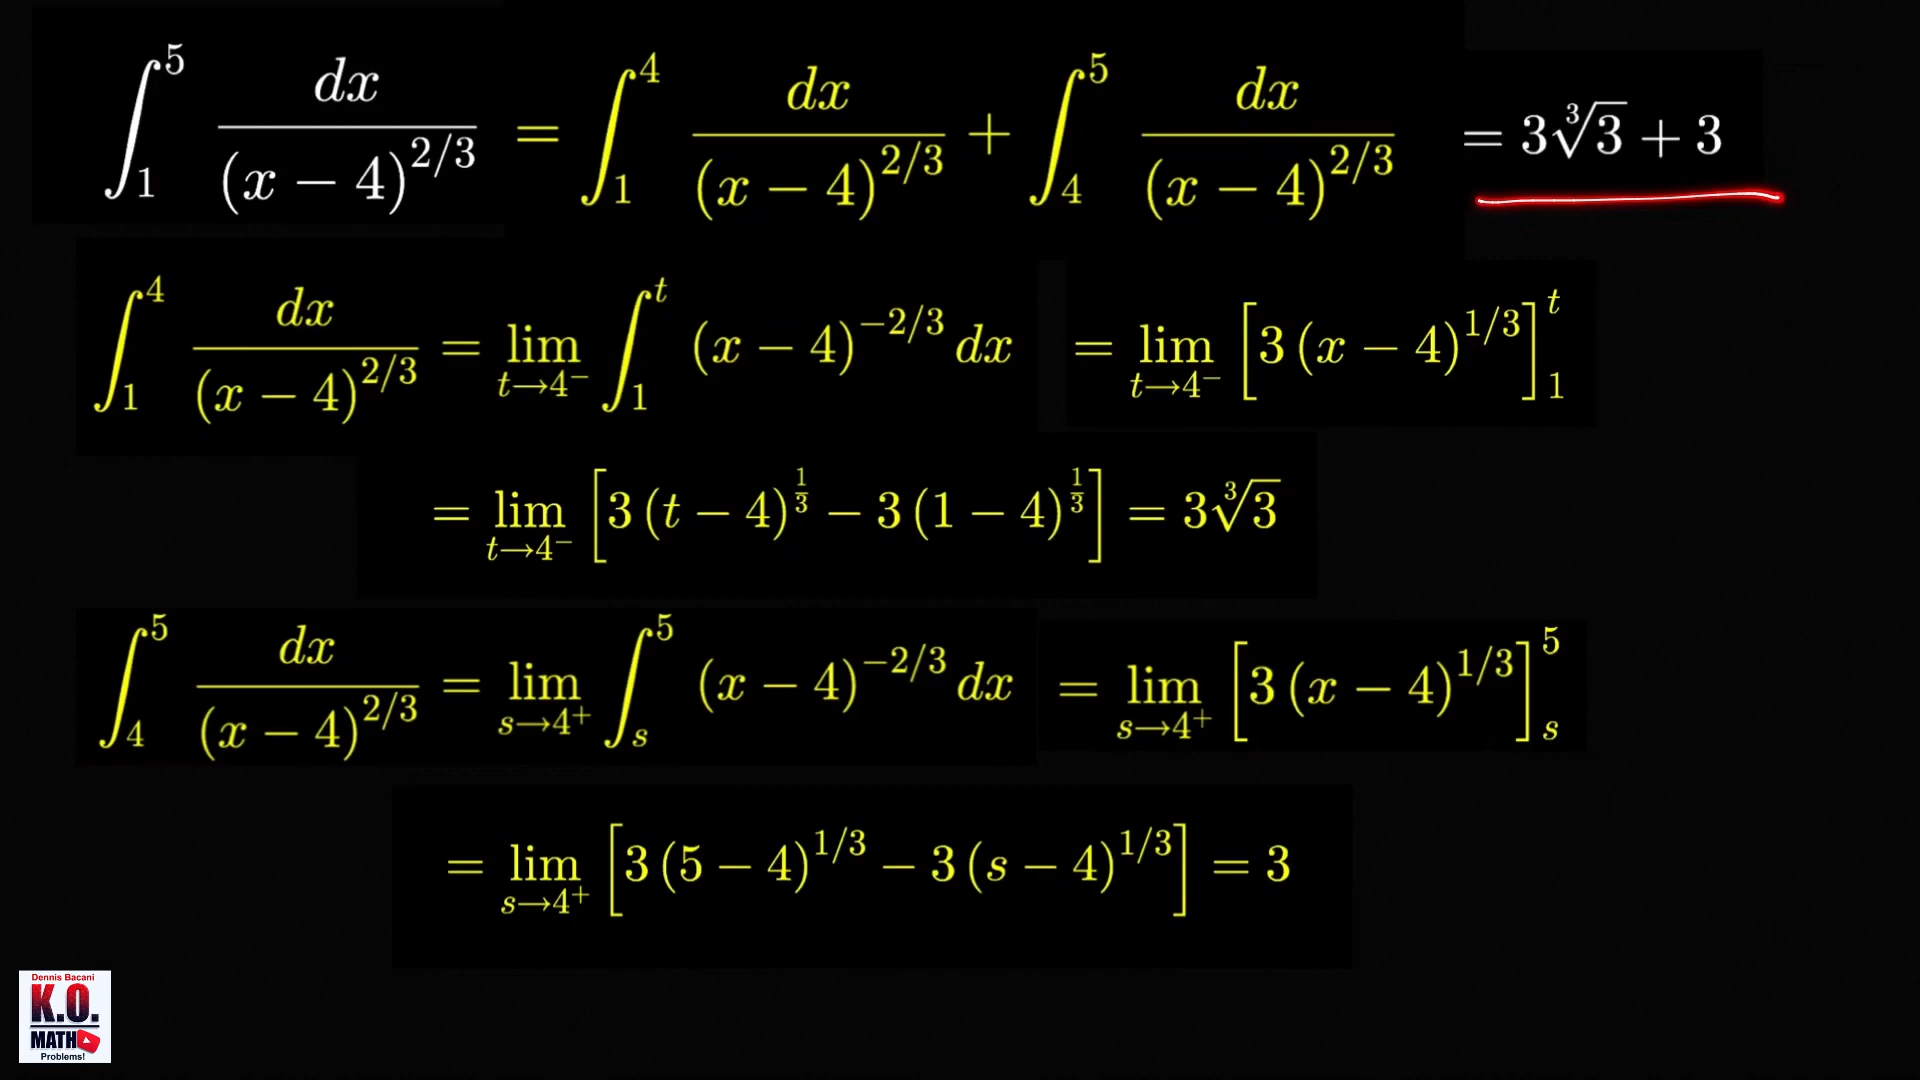 ∫₁⁵ dx/(x − 4)^{2/3} = ∫₁⁴ dx/(x − 4)^{2/3} + ∫₄⁵ dx/(x − 4)^{2/3} = 3∛3 + 3
∫₁⁴ dx/(x − 4)^{2/3} = lim_{t→4⁻} ∫₁ᵗ (x − 4)^{−2/3} dx = lim_{t→4⁻} [3 (x − 4)^{1/3}]₁ᵗ
= lim_{t→4⁻} [3 (t − 4)^{1/3} − 3 (1 − 4)^{1/3}] = 3∛3
∫₄⁵ dx/(x − 4)^{2/3} = lim_{s→4⁺} ∫ₛ⁵ (x − 4)^{−2/3} dx = lim_{s→4⁺} [3 (x − 4)^{1/3}]ₛ⁵
= lim_{s→4⁺} [3 (5 − 4)^{1/3} − 3 (s − 4)^{1/3}] = 3
Dennis Bacani
K.O.
MATH
Problems!